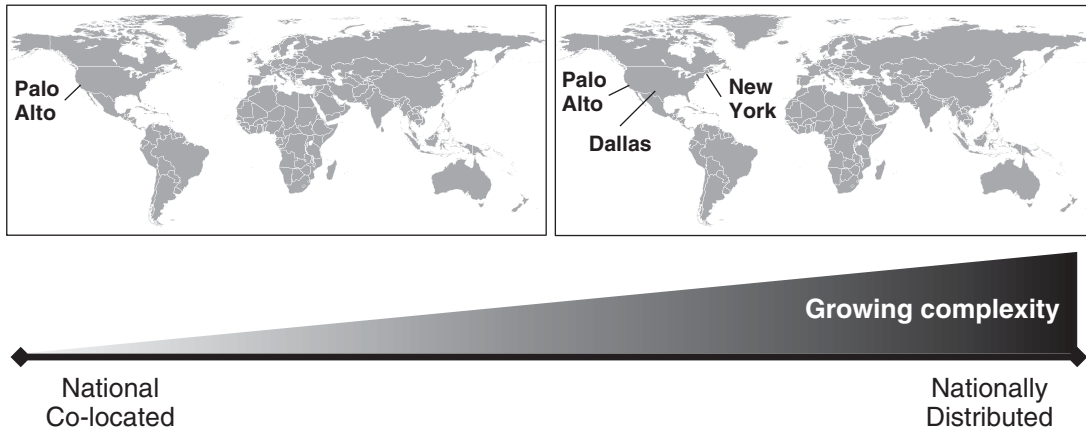 Palo
Alto
Palo
Alto
New
York
Dallas
Growing complexity
National
Co-located
Nationally
Distributed